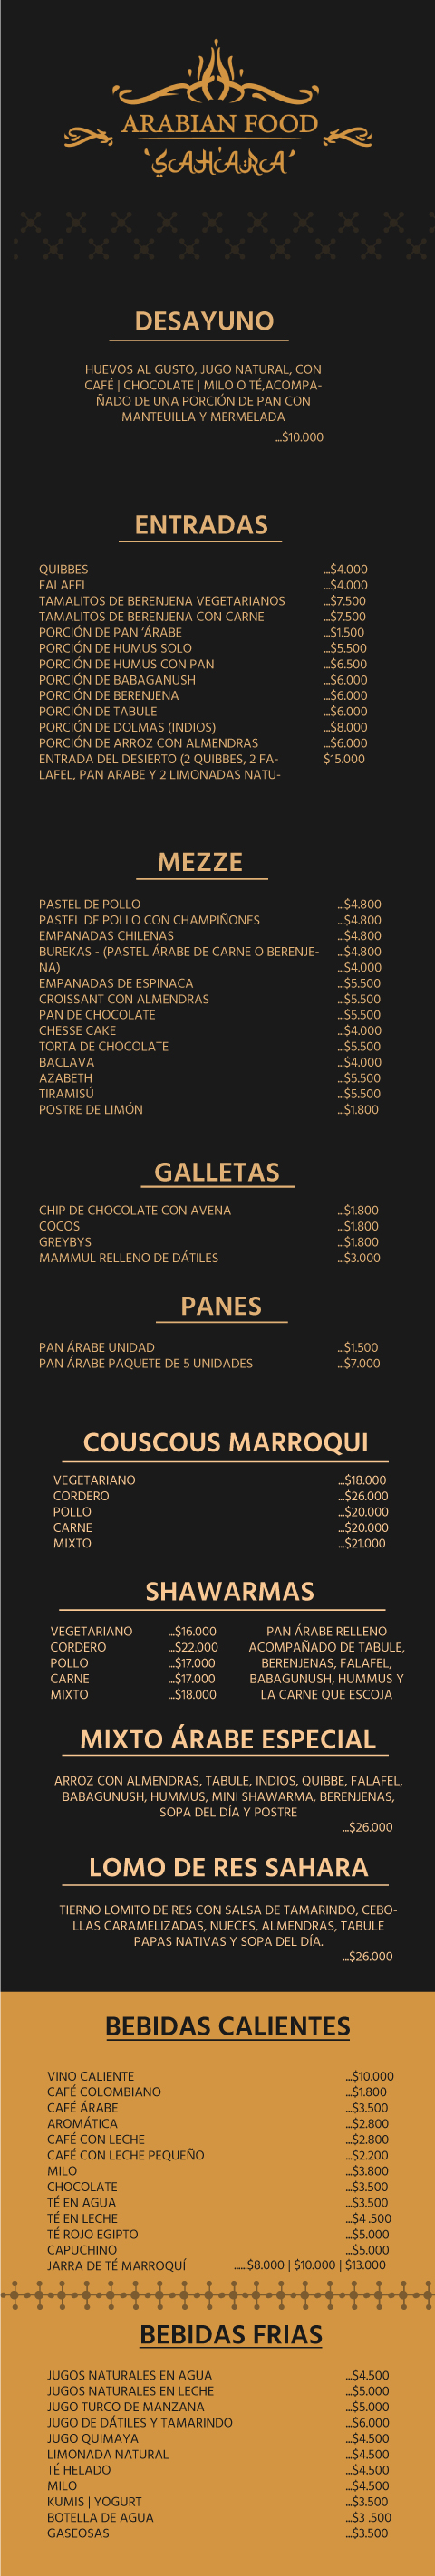 ARABIAN FOOD
'SAHARA'
DESAYUNO
HUEVOS AL GUSTO, JUGO NATURAL, CON
CAFÉ | CHOCOLATE | MILO O TÉ,ACOMPA-
ÑADO DE UNA PORCIÓN DE PAN CON
MANTEUILLA Y MERMELADA
...$10.000
ENTRADAS
QUIBBES ...$4.000
FALAFEL ...$4.000
TAMALITOS DE BERENJENA VEGETARIANOS ...$7.500
TAMALITOS DE BERENJENA CON CARNE ...$7.500
PORCIÓN DE PAN ‘ÁRABE ...$1.500
PORCIÓN DE HUMUS SOLO ...$5.500
PORCIÓN DE HUMUS CON PAN ...$6.500
PORCIÓN DE BABAGANUSH ...$6.000
PORCIÓN DE BERENJENA ...$6.000
PORCIÓN DE TABULE ...$6.000
PORCIÓN DE DOLMAS (INDIOS) ...$8.000
PORCIÓN DE ARROZ CON ALMENDRAS ...$6.000
ENTRADA DEL DESIERTO (2 QUIBBES, 2 FA- $15.000
LAFEL, PAN ARABE Y 2 LIMONADAS NATU-
MEZZE
PASTEL DE POLLO ...$4.800
PASTEL DE POLLO CON CHAMPIÑONES ...$4.800
EMPANADAS CHILENAS ...$4.800
BUREKAS - (PASTEL ÁRABE DE CARNE O BERENJE- ...$4.800
NA) ...$4.000
EMPANADAS DE ESPINACA ...$5.500
CROISSANT CON ALMENDRAS ...$5.500
PAN DE CHOCOLATE ...$5.500
CHESSE CAKE ...$4.000
TORTA DE CHOCOLATE ...$5.500
BACLAVA ...$4.000
AZABETH ...$5.500
TIRAMISÚ ...$5.500
POSTRE DE LIMÓN ...$1.800
GALLETAS
CHIP DE CHOCOLATE CON AVENA ...$1.800
COCOS ...$1.800
GREYBYS ...$1.800
MAMMUL RELLENO DE DÁTILES ...$3.000
PANES
PAN ÁRABE UNIDAD ...$1.500
PAN ÁRABE PAQUETE DE 5 UNIDADES ...$7.000
COUSCOUS MARROQUI
VEGETARIANO ...$18.000
CORDERO ...$26.000
POLLO ...$20.000
CARNE ...$20.000
MIXTO ...$21.000
SHAWARMAS
VEGETARIANO ...$16.000
CORDERO ...$22.000
POLLO ...$17.000
CARNE ...$17.000
MIXTO ...$18.000
PAN ÁRABE RELLENO
ACOMPAÑADO DE TABULE,
BERENJENAS, FALAFEL,
BABAGUNUSH, HUMMUS Y
LA CARNE QUE ESCOJA
MIXTO ÁRABE ESPECIAL
ARROZ CON ALMENDRAS, TABULE, INDIOS, QUIBBE, FALAFEL,
BABAGUNUSH, HUMMUS, MINI SHAWARMA, BERENJENAS,
SOPA DEL DÍA Y POSTRE
...$26.000
LOMO DE RES SAHARA
TIERNO LOMITO DE RES CON SALSA DE TAMARINDO, CEBO-
LLAS CARAMELIZADAS, NUECES, ALMENDRAS, TABULE
PAPAS NATIVAS Y SOPA DEL DÍA.
...$26.000
BEBIDAS CALIENTES
VINO CALIENTE ...$10.000
CAFÉ COLOMBIANO ...$1.800
CAFÉ ÁRABE ...$3.500
AROMÁTICA ...$2.800
CAFÉ CON LECHE ...$2.800
CAFÉ CON LECHE PEQUEÑO ...$2.200
MILO ...$3.800
CHOCOLATE ...$3.500
TÉ EN AGUA ...$3.500
TÉ EN LECHE ...$4 .500
TÉ ROJO EGIPTO ...$5.000
CAPUCHINO ...$5.000
JARRA DE TÉ MARROQUÍ ......$8.000 | $10.000 | $13.000
BEBIDAS FRIAS
JUGOS NATURALES EN AGUA ...$4.500
JUGOS NATURALES EN LECHE ...$5.000
JUGO TURCO DE MANZANA ...$5.000
JUGO DE DÁTILES Y TAMARINDO ...$6.000
JUGO QUIMAYA ...$4.500
LIMONADA NATURAL ...$4.500
TÉ HELADO ...$4.500
MILO ...$4.500
KUMIS | YOGURT ...$3.500
BOTELLA DE AGUA ...$3 .500
GASEOSAS ...$3.500